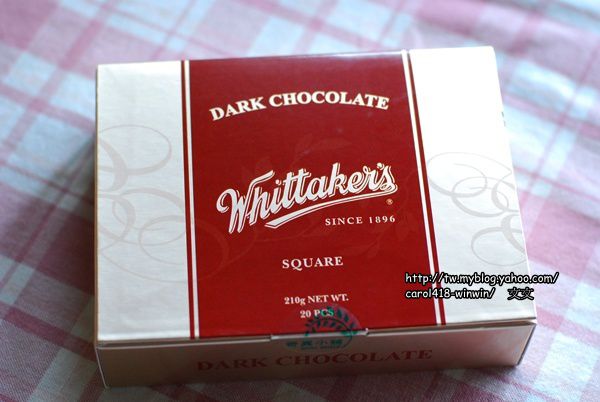 DARK CHOCOLATE
Whittaker's
®
SINCE 1896
SQUARE
http://tw.myblog.yahoo.com/
carol418-winwin/ 文文
210g NET WT.
20 PCS
DARK CHOCOLATE